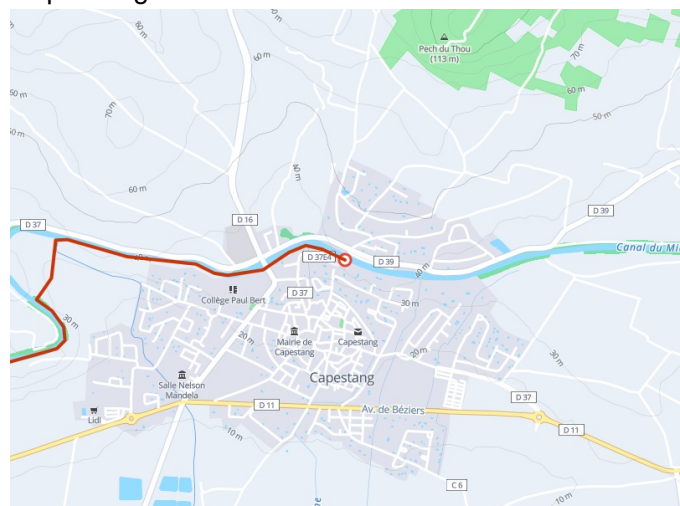 Pech du Thou
(113 m)
60 m
60 m
70 m
50 m
50 m
70 m
60 m
60 m
40 m
D 16
D 39
D 37
Canal du Mi
D 37E4
D 39
40 m
Collège Paul Bert
D 37
30 m
30 m
20 m
Mairie de
Capestang
Capestang
20 m
30 m
Capestang
Salle Nelson
Mandela
D 37
Lidl
D 11
Av. de Béziers
D 11
10 m
C 6
10 m